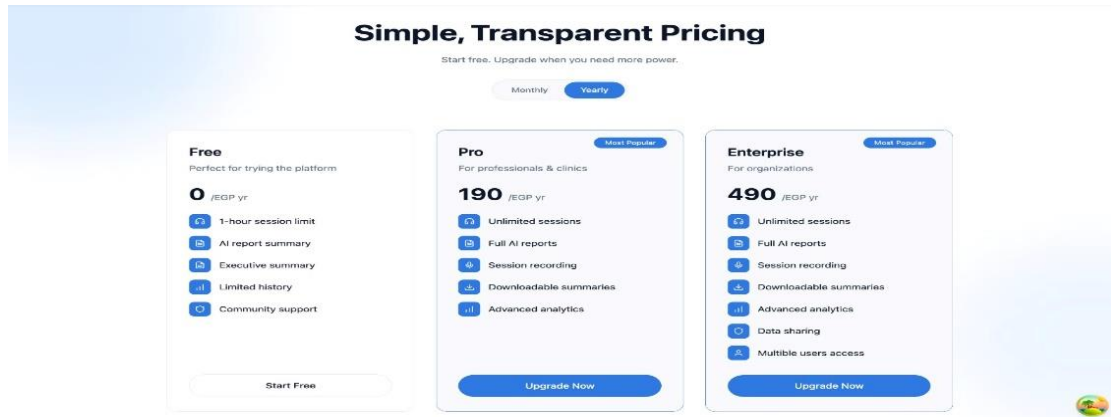 Simple, Transparent Pricing
Start free. Upgrade when you need more power.
Monthly Yearly
Free
Perfect for trying the platform
0 /EGP yr
1-hour session limit
AI report summary
Executive summary
Limited history
Community support
Start Free
Most Popular
Pro
For professionals & clinics
190 /EGP yr
Unlimited sessions
Full AI reports
Session recording
Downloadable summaries
Advanced analytics
Upgrade Now
Most Popular
Enterprise
For organizations
490 /EGP yr
Unlimited sessions
Full AI reports
Session recording
Downloadable summaries
Advanced analytics
Data sharing
Multible users access
Upgrade Now